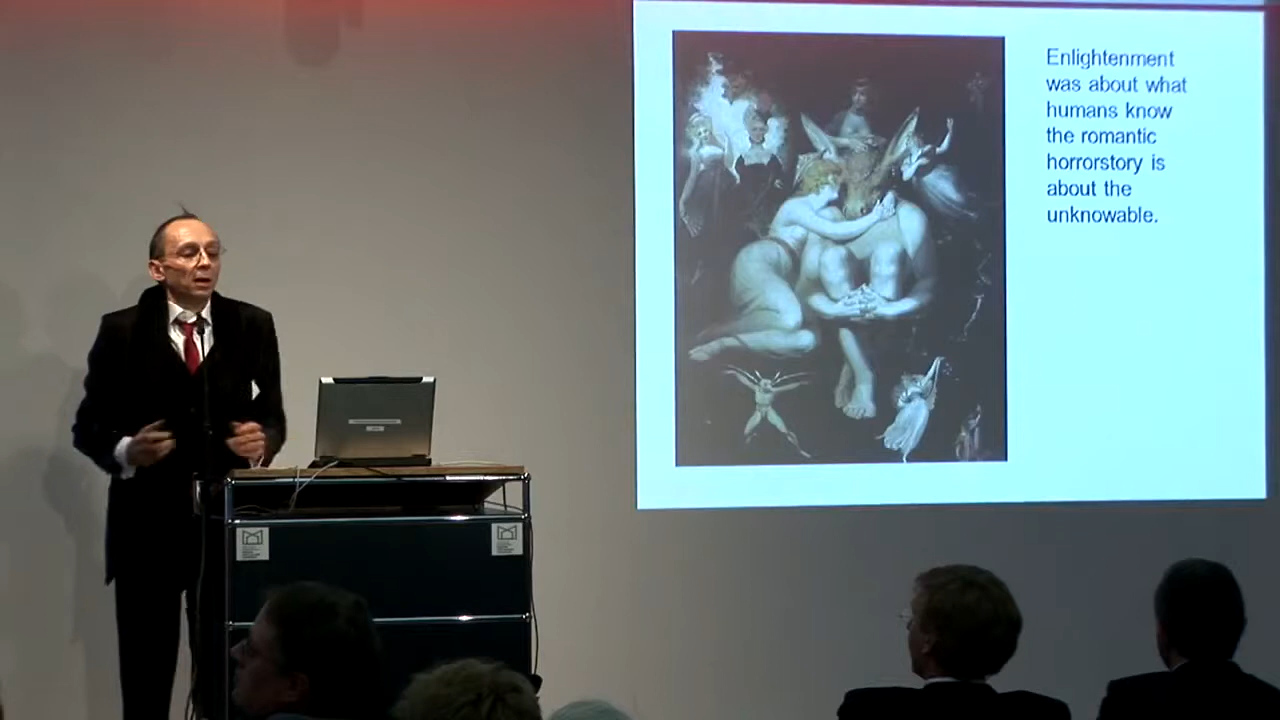 Enlightenment
was about what
humans know
the romantic
horrorstory is
about the
unknowable.